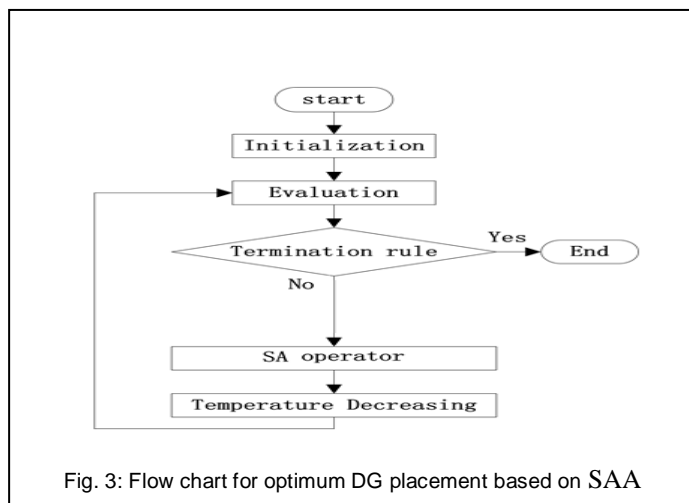 start
Initialization
Evaluation
Termination rule
Yes
End
No
SA operator
Temperature Decreasing
Fig. 3: Flow chart for optimum DG placement based on SAA